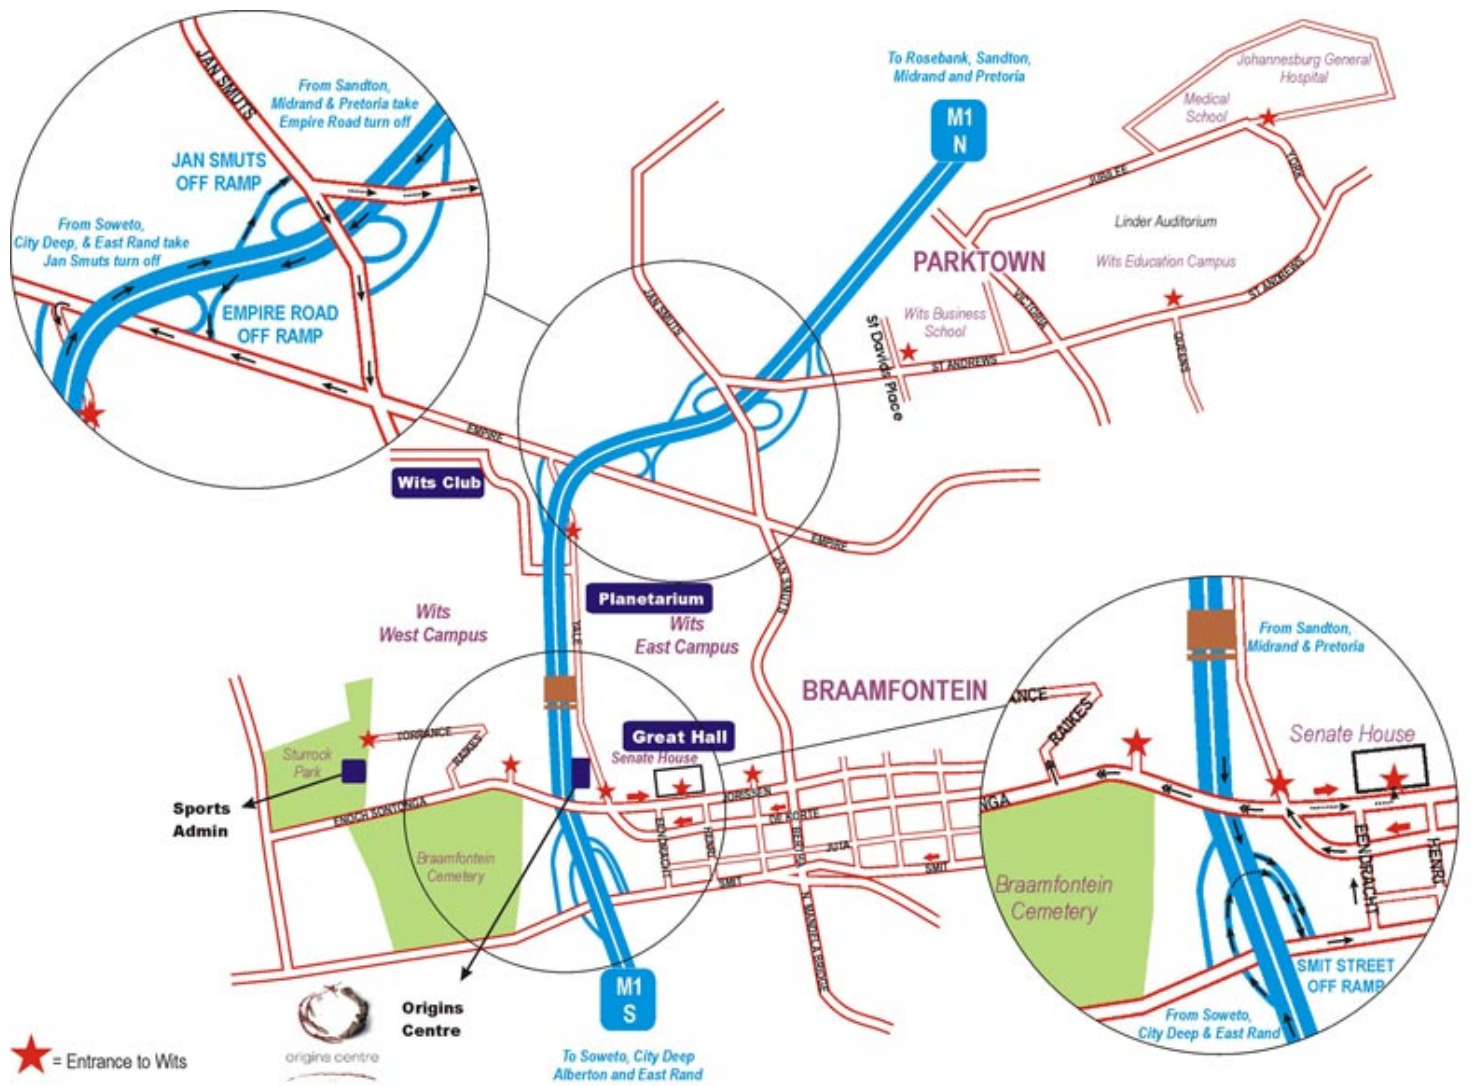 JAN SMUTS
From Sandton,
Midrand & Pretoria take
Empire Road turn off
JAN SMUTS
OFF RAMP
From Soweto,
City Deep, & East Rand take
Jan Smuts turn off
EMPIRE ROAD
OFF RAMP
To Rosebank, Sandton,
Midrand and Pretoria
M1
N
Johannesburg General
Hospital
Medical
School
JUBILEE
YORK
Linder Auditorium
PARKTOWN
Wits Education Campus
ST ANDREWS
VICTORIA
Wits Business
School
St Davids Place
ST ANDREWS
QUEENS
JAN SMUTS
EMPIRE
Wits Club
EMPIRE
JAN SMUTS
Planetarium
Wits
West Campus
YALE
Wits
East Campus
BRAAMFONTEIN
Great Hall
Senate House
TORRANCE
RAIKES
Sturrock
Park
Sports
Admin
ENOCH SONTONGA
JORISSEN
DE KORTE
EENDRACHT
HENRI
BERTHA
JUTA
SMIT
SMIT
Braamfontein
Cemetery
N. MANDELA BRIDGE
M1
S
Origins
Centre
origins centre
To Soweto, City Deep
Alberton and East Rand
= Entrance to Wits
From Sandton,
Midrand & Pretoria
ANCE
RAIKES
Senate House
NGA
EENDRACHT
HENRI
Braamfontein
Cemetery
SMIT STREET
OFF RAMP
From Soweto,
City Deep & East Rand